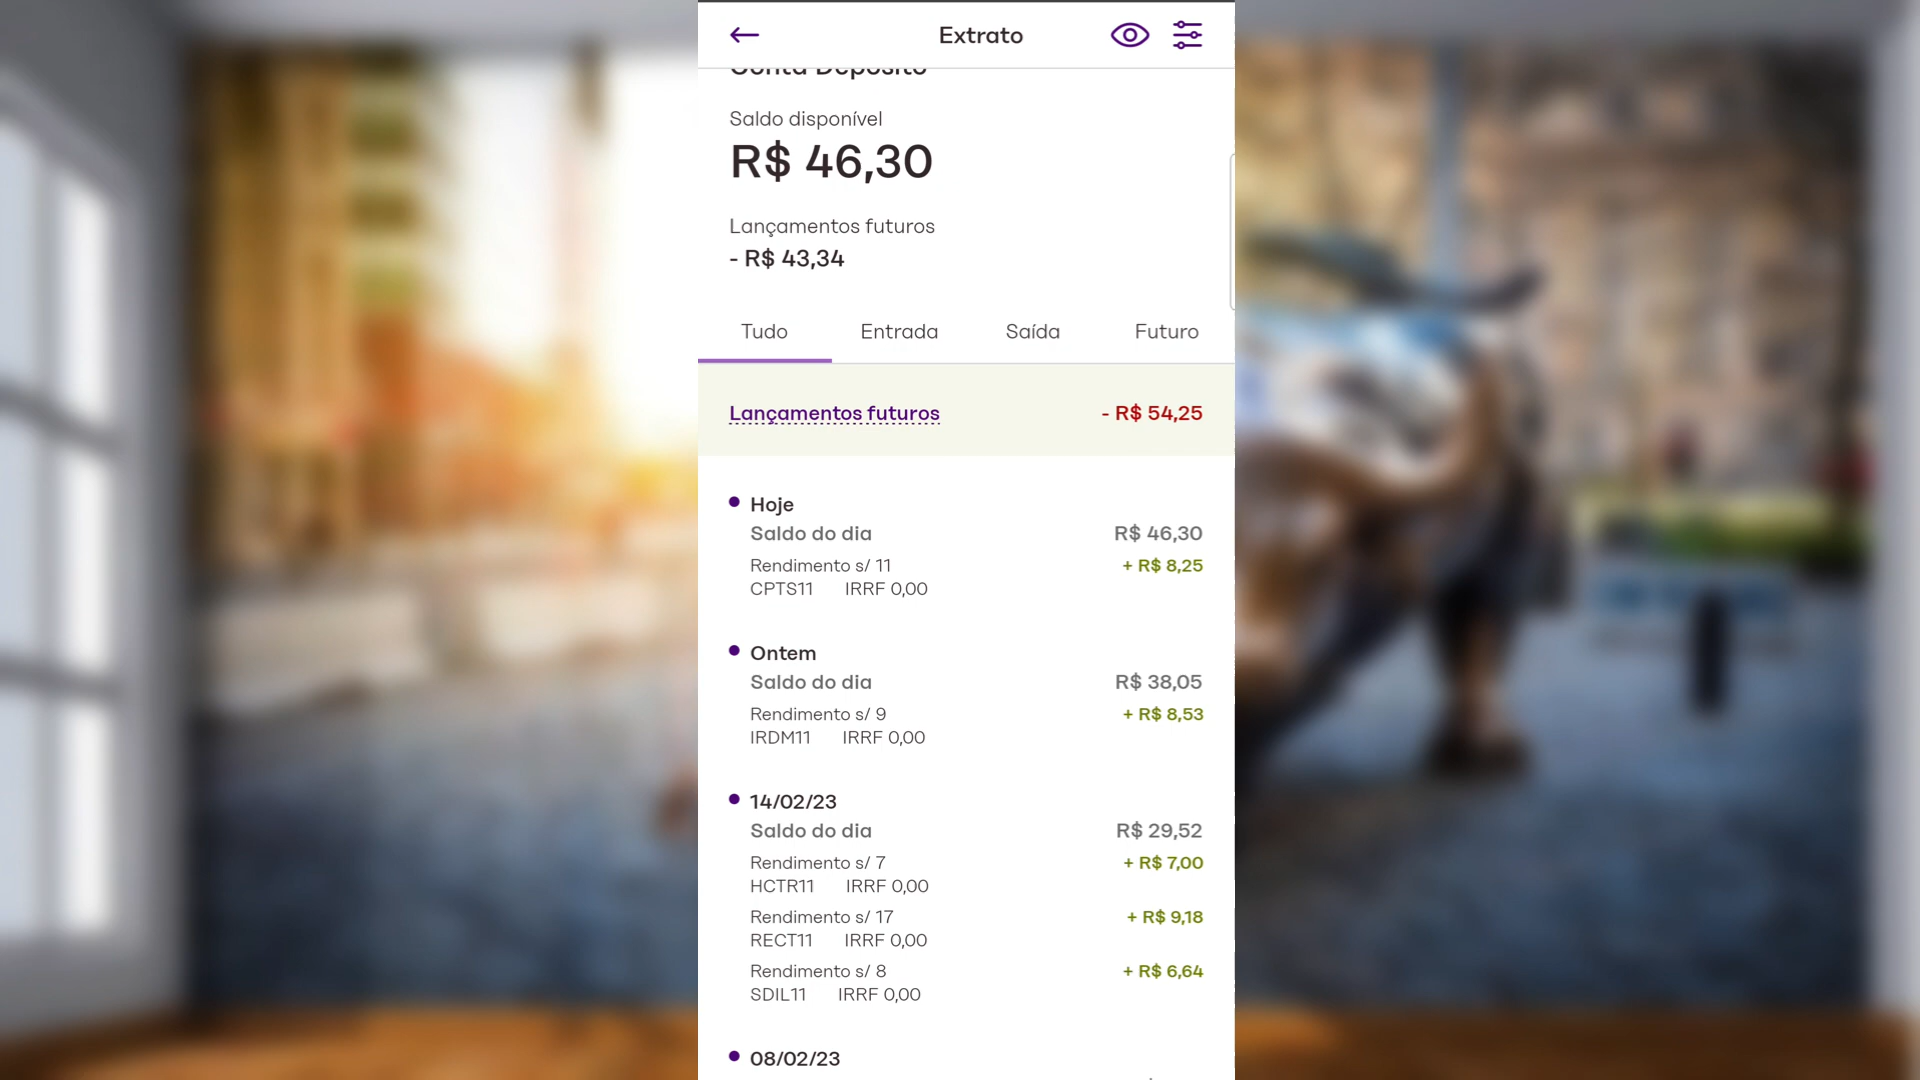 Extrato
Conta Depósito
Saldo disponível
R$ 46,30
Lançamentos futuros
- R$ 43,34
Tudo Entrada Saída Futuro
Lançamentos futuros - R$ 54,25
Hoje
Saldo do dia R$ 46,30
Rendimento s/ 11 + R$ 8,25
CPTS11 IRRF 0,00
Ontem
Saldo do dia R$ 38,05
Rendimento s/ 9 + R$ 8,53
IRDM11 IRRF 0,00
14/02/23
Saldo do dia R$ 29,52
Rendimento s/ 7 + R$ 7,00
HCTR11 IRRF 0,00
Rendimento s/ 17 + R$ 9,18
RECT11 IRRF 0,00
Rendimento s/ 8 + R$ 6,64
SDIL11 IRRF 0,00
08/02/23